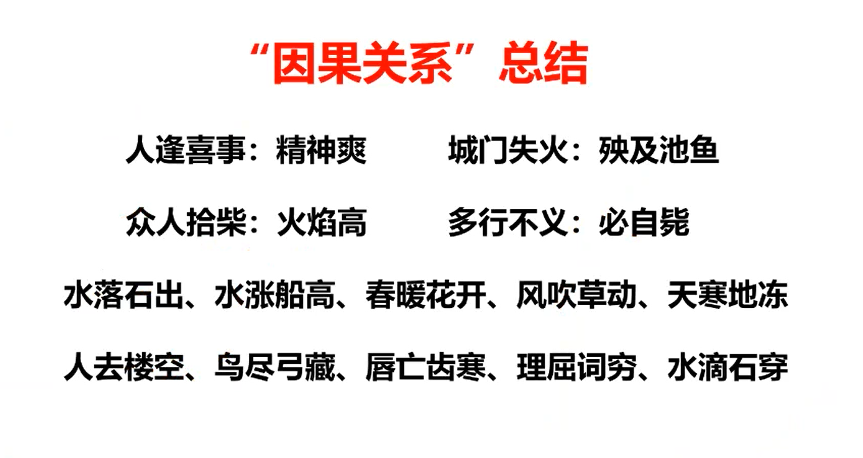 “因果关系”总结
人逢喜事：精神爽 城门失火：殃及池鱼
众人拾柴：火焰高 多行不义：必自毙
水落石出、水涨船高、春暖花开、风吹草动、天寒地冻
人去楼空、鸟尽弓藏、唇亡齿寒、理屈词穷、水滴石穿